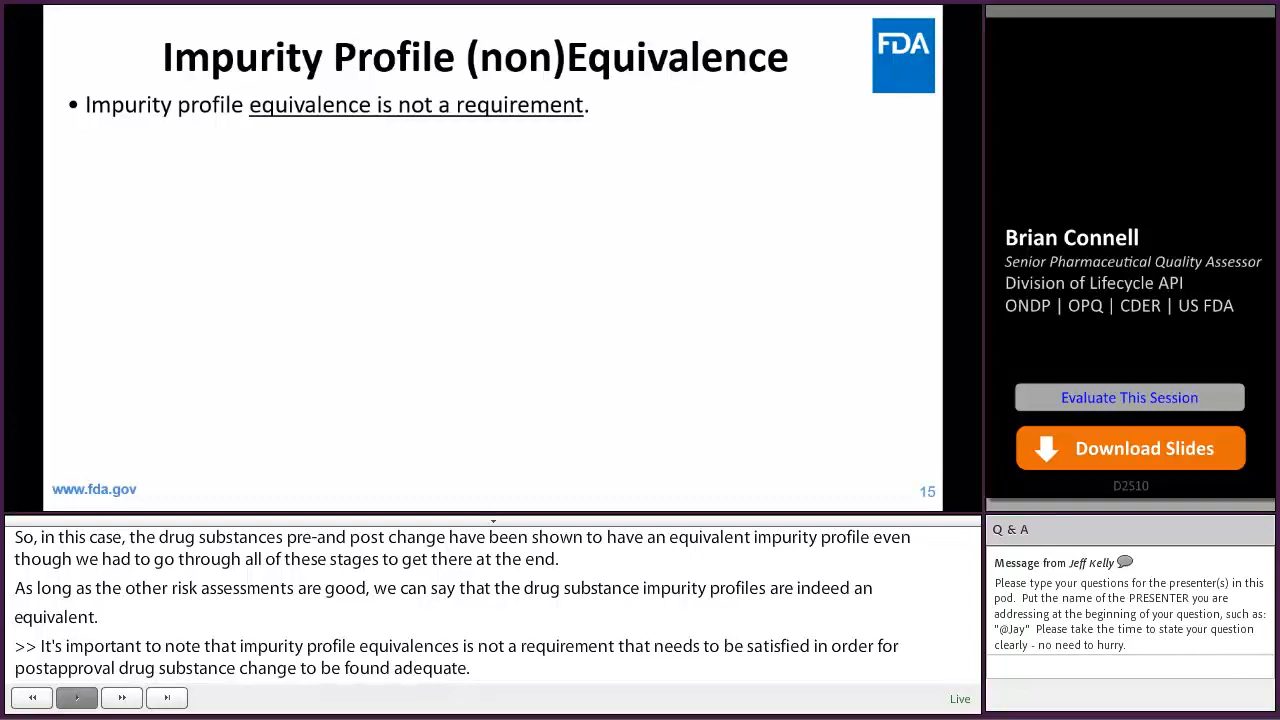 Impurity Profile (non)Equivalence
FDA
• Impurity profile equivalence is not a requirement.
www.fda.gov
15
Brian Connell
Senior Pharmaceutical Quality Assessor
Division of Lifecycle API
ONDP | OPQ | CDER | US FDA
Evaluate This Session
Download Slides
D2S10
So, in this case, the drug substances pre-and post change have been shown to have an equivalent impurity profile even
though we had to go through all of these stages to get there at the end.
As long as the other risk assessments are good, we can say that the drug substance impurity profiles are indeed an
equivalent.
>> It's important to note that impurity profile equivalences is not a requirement that needs to be satisfied in order for
postapproval drug substance change to be found adequate.
Live
Q & A
Message from Jeff Kelly
Please type your questions for the presenter(s) in this
pod. Put the name of the PRESENTER you are
addressing at the beginning of your question, such as:
"@Jay" Please take the time to state your question
clearly - no need to hurry.